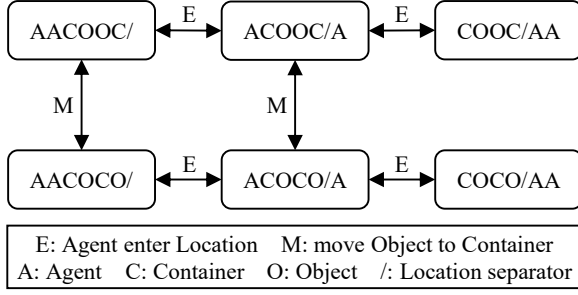 E E
AACOOC/ ACOOC/A COOC/AA
M M
E E
AACOCO/ ACOCO/A COCO/AA
E: Agent enter Location M: move Object to Container
A: Agent C: Container O: Object /: Location separator